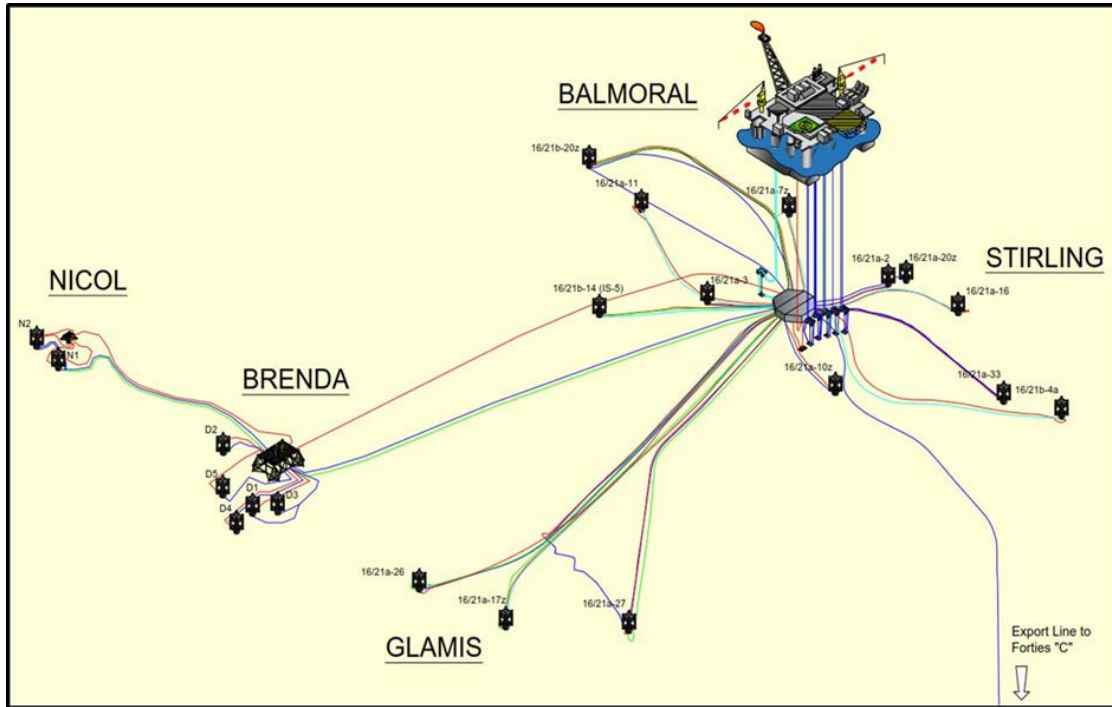 BALMORAL
16/21b-20z
16/21a-11
16/21a-7z
STIRLING
16/21a-2
16/21a-20z
16/21a-16
16/21a-3
16/21b-14 (IS-5)
NICOL
N2
N1
BRENDA
16/21a-10z
16/21a-33
16/21b-4a
D2
D5
D1
D3
D4
16/21a-26
16/21a-17z
16/21a-27
GLAMIS
Export Line to
Forties "C"